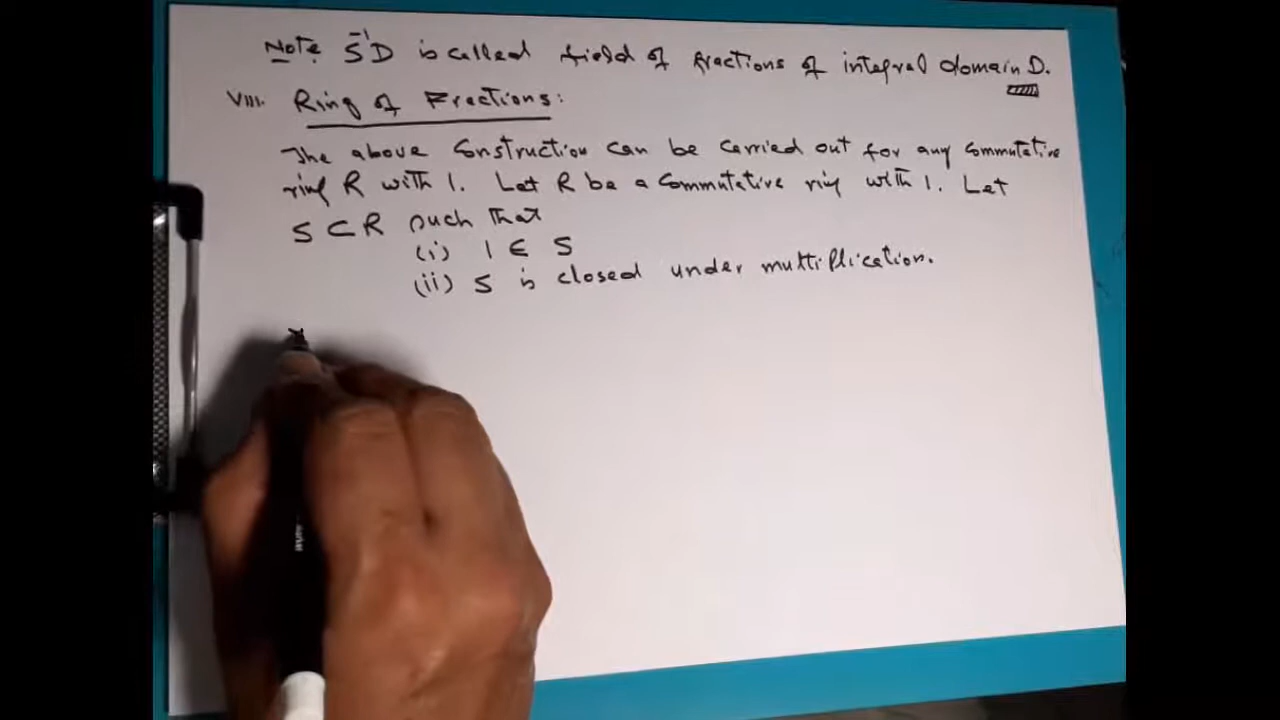 Note: S⁻¹D is called field of fractions of integral domain D.
VIII. Ring of Fractions:
The above Construction can be carried out for any Commutative
ring R with 1. Let R be a Commutative ring with 1. Let
S ⊂ R such that
(i) 1 ∈ S
(ii) S is closed under multiplication.